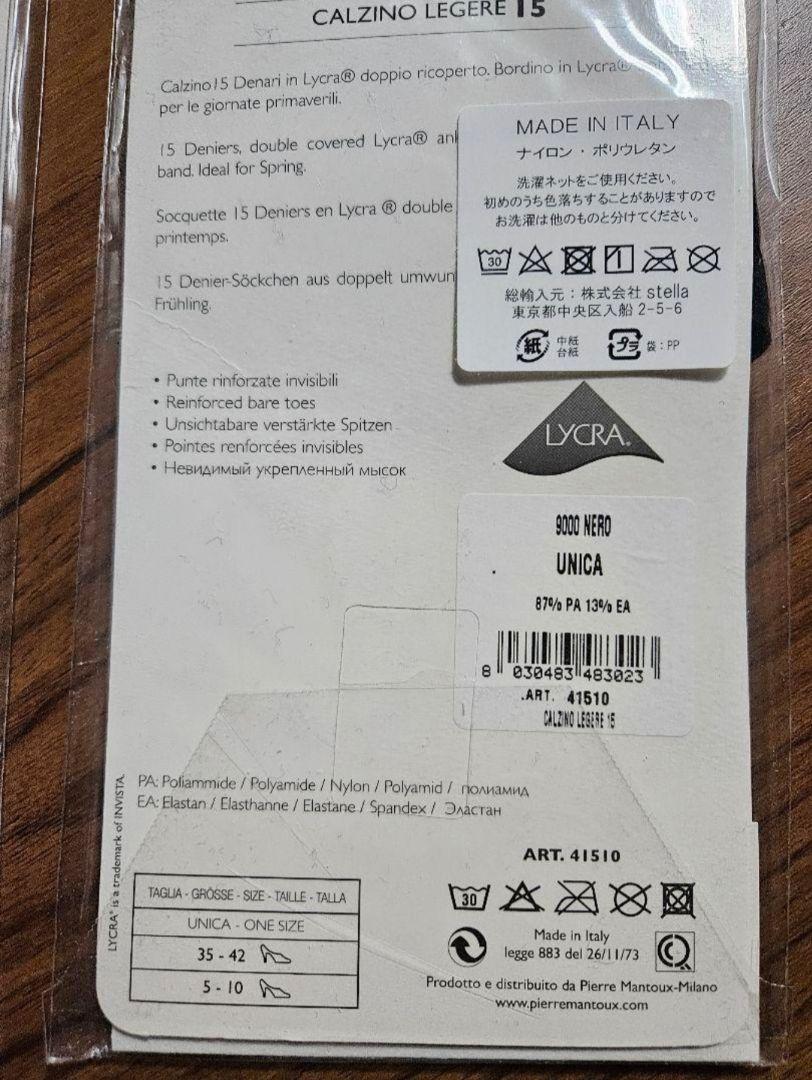 CALZINO LEGERE 15
Calzino15 Denari in Lycra® doppio ricoperto. Bordino in Lycra®
per le giornate primaverili.
15 Deniers, double covered Lycra®
band. Ideal for Spring.
Socquette 15 Deniers en Lycra ® double
printemps.
15 Denier-Söckchen aus doppelt
Frühling.
MADE IN ITALY
ナイロン・ポリウレタン
洗濯ネットをご使用ください。
初めのうち色落ちすることがありますので
お洗濯は他のものと分けてください。
30
総輸入元：株式会社 stella
東京都中央区入船 2-5-6
紙 中紙 台紙 プラ 袋：PP
• Punte rinforzate invisibili
• Reinforced bare toes
• Unsichtabare verstärkte Spitzen
• Pointes renforcées invisibles
• Невидимый укрепленный мысок
LYCRA®
9000 NERO
UNICA
87% PA 13% EA
8 030483 483023
.ART. 41510
CALZINO LEGERE 15
PA: Poliammide / Polyamide / Nylon / Polyamid / полиамид
EA: Elastan / Elasthanne / Elastane / Spandex / Эластан
LYCRA® is a trademark of INVISTA.
TAGLIA - GRÖSSE - SIZE - TAILLE - TALLA
UNICA - ONE SIZE
35 - 42
5 - 10
ART. 41510
30
Made in Italy
legge 883 del 26/11/73
Prodotto e distribuito da Pierre Mantoux-Milano
www.pierremantoux.com